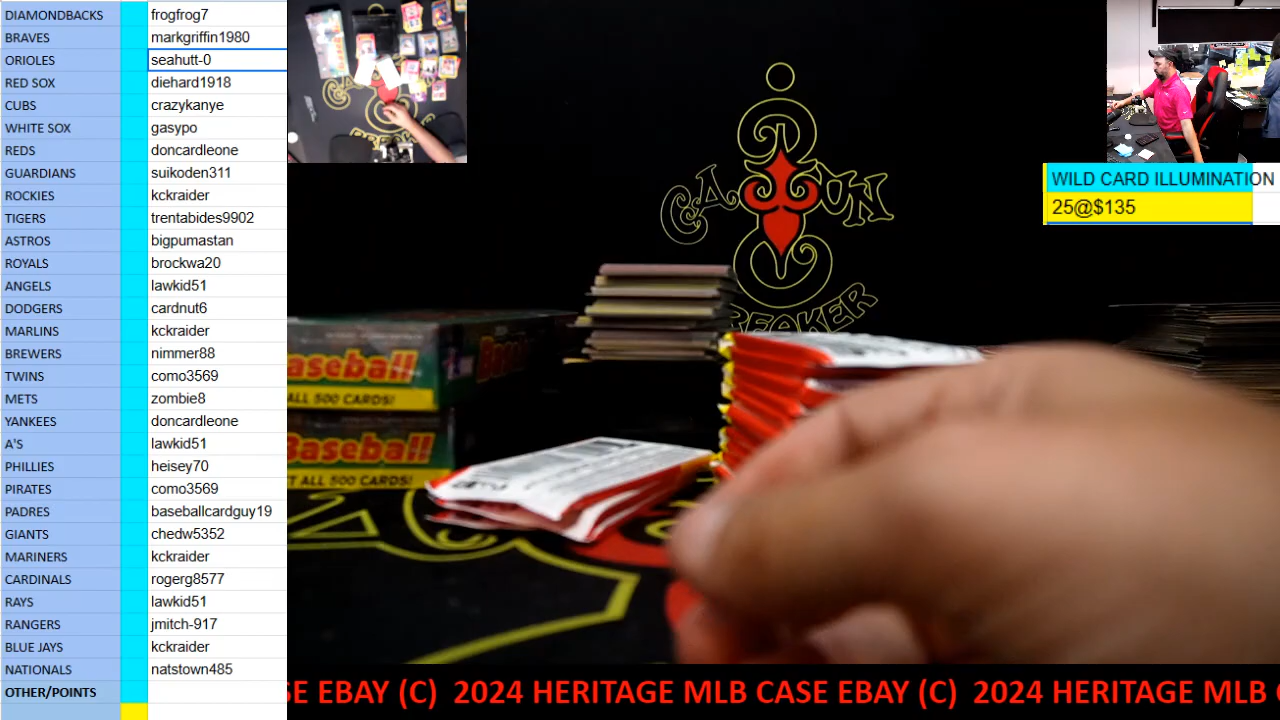 DIAMONDBACKS frogfrog7
BRAVES markgriffin1980
ORIOLES seahutt-0
RED SOX diehard1918
CUBS crazykanye
WHITE SOX gasypo
REDS doncardleone
GUARDIANS suikoden311
ROCKIES kckraider
TIGERS trentabides9902
ASTROS bigpumastan
ROYALS brockwa20
ANGELS lawkid51
DODGERS cardnut6
MARLINS kckraider
BREWERS nimmer88
TWINS como3569
METS zombie8
YANKEES doncardleone
A'S lawkid51
PHILLIES heisey70
PIRATES como3569
PADRES baseballcardguy19
GIANTS chedw5352
MARINERS kckraider
CARDINALS rogerg8577
RAYS lawkid51
RANGERS jmitch-917
BLUE JAYS kckraider
NATIONALS natstown485
OTHER/POINTS
WILD CARD ILLUMINATION
25@$135
CAJUN
BREAKER
Baseball
ALL 500 CARDS!
Baseball
T ALL 500 CARDS!
SE EBAY (C) 2024 HERITAGE MLB CASE EBAY (C) 2024 HERITAGE MLB